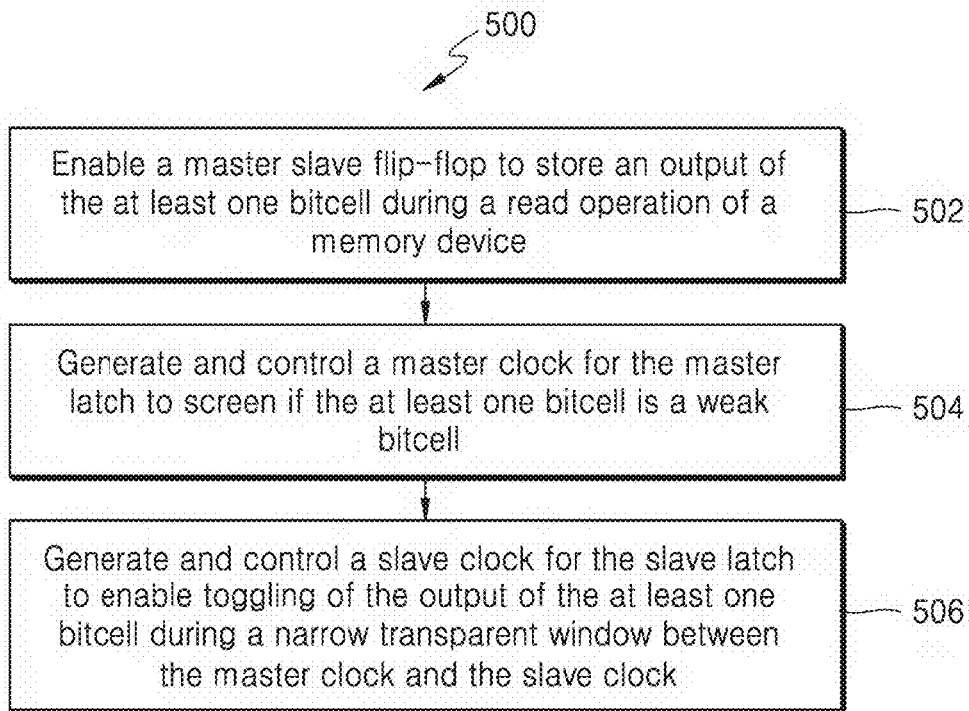 500
Enable a master slave flip-flop to store an output of
the at least one bitcell during a read operation of a
memory device
502
Generate and control a master clock for the master
latch to screen if the at least one bitcell is a weak
bitcell
504
Generate and control a slave clock for the slave latch
to enable toggling of the output of the at least one
bitcell during a narrow transparent window between
the master clock and the slave clock
506